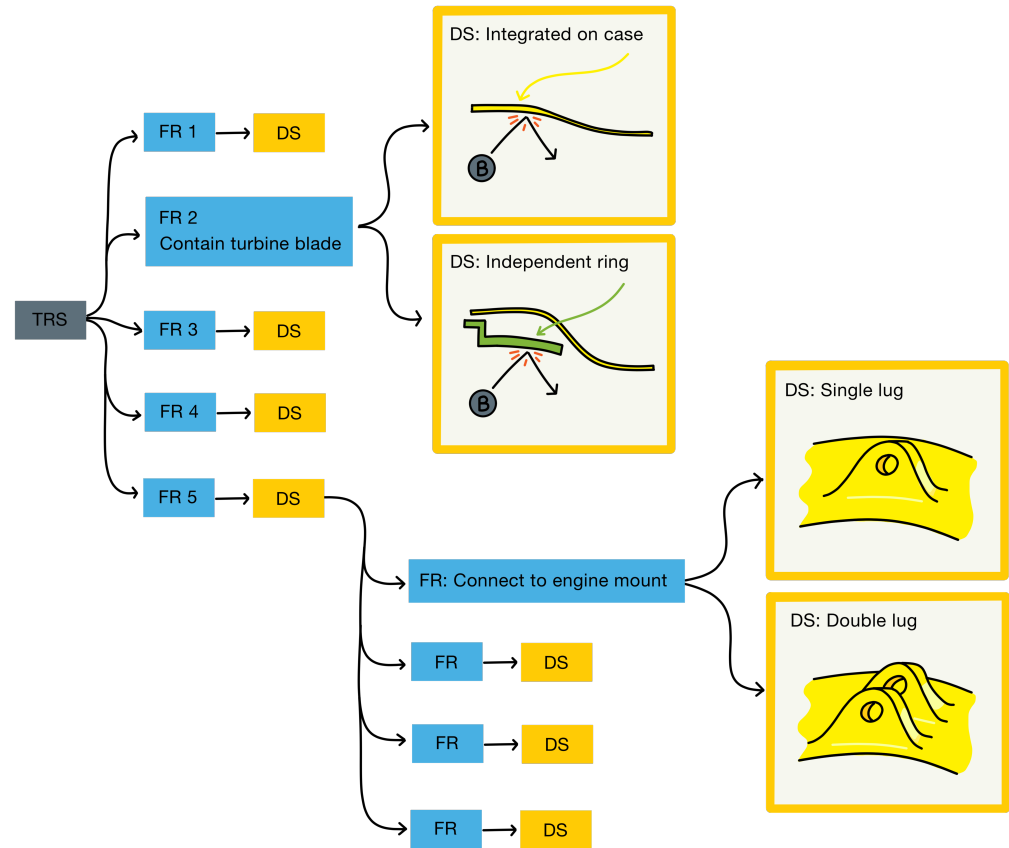 DS: Integrated on case
B
FR 1
DS
FR 2
Contain turbine blade
DS: Independent ring
B
TRS
FR 3
DS
FR 4
DS
FR 5
DS
DS: Single lug
FR: Connect to engine mount
DS: Double lug
FR
DS
FR
DS
FR
DS